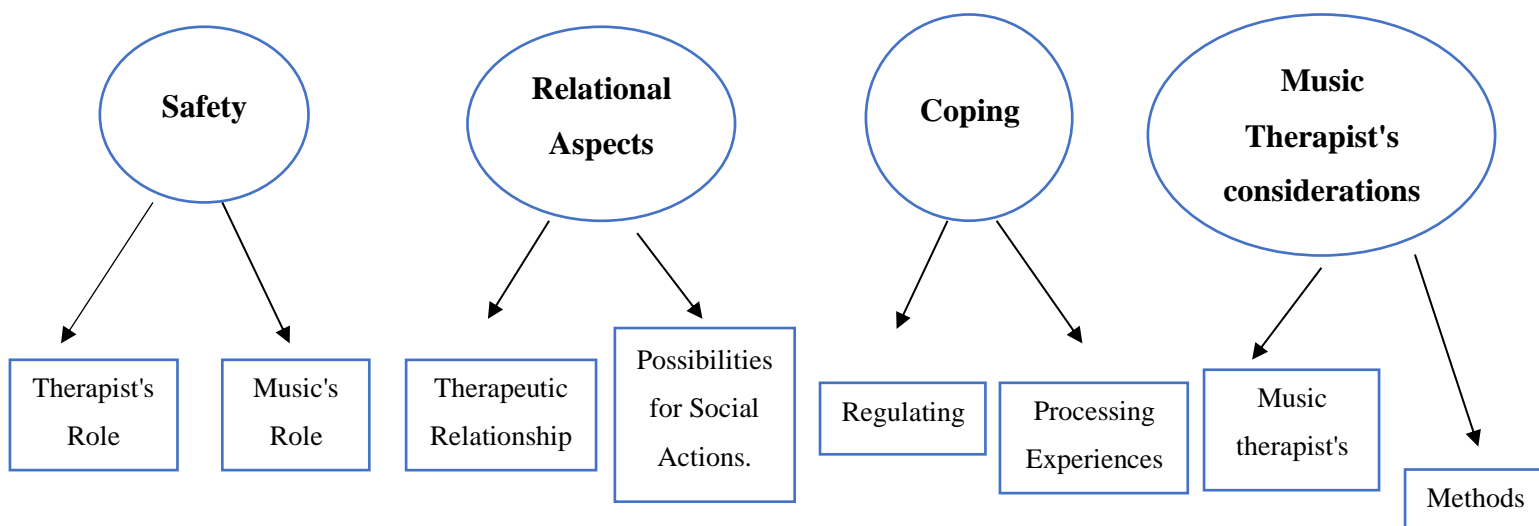 Safety
Relational
Aspects
Coping
Music
Therapist's
considerations
Therapist's
Role
Music's
Role
Therapeutic
Relationship
Possibilities
for Social
Actions.
Regulating
Processing
Experiences
Music
therapist's
Methods